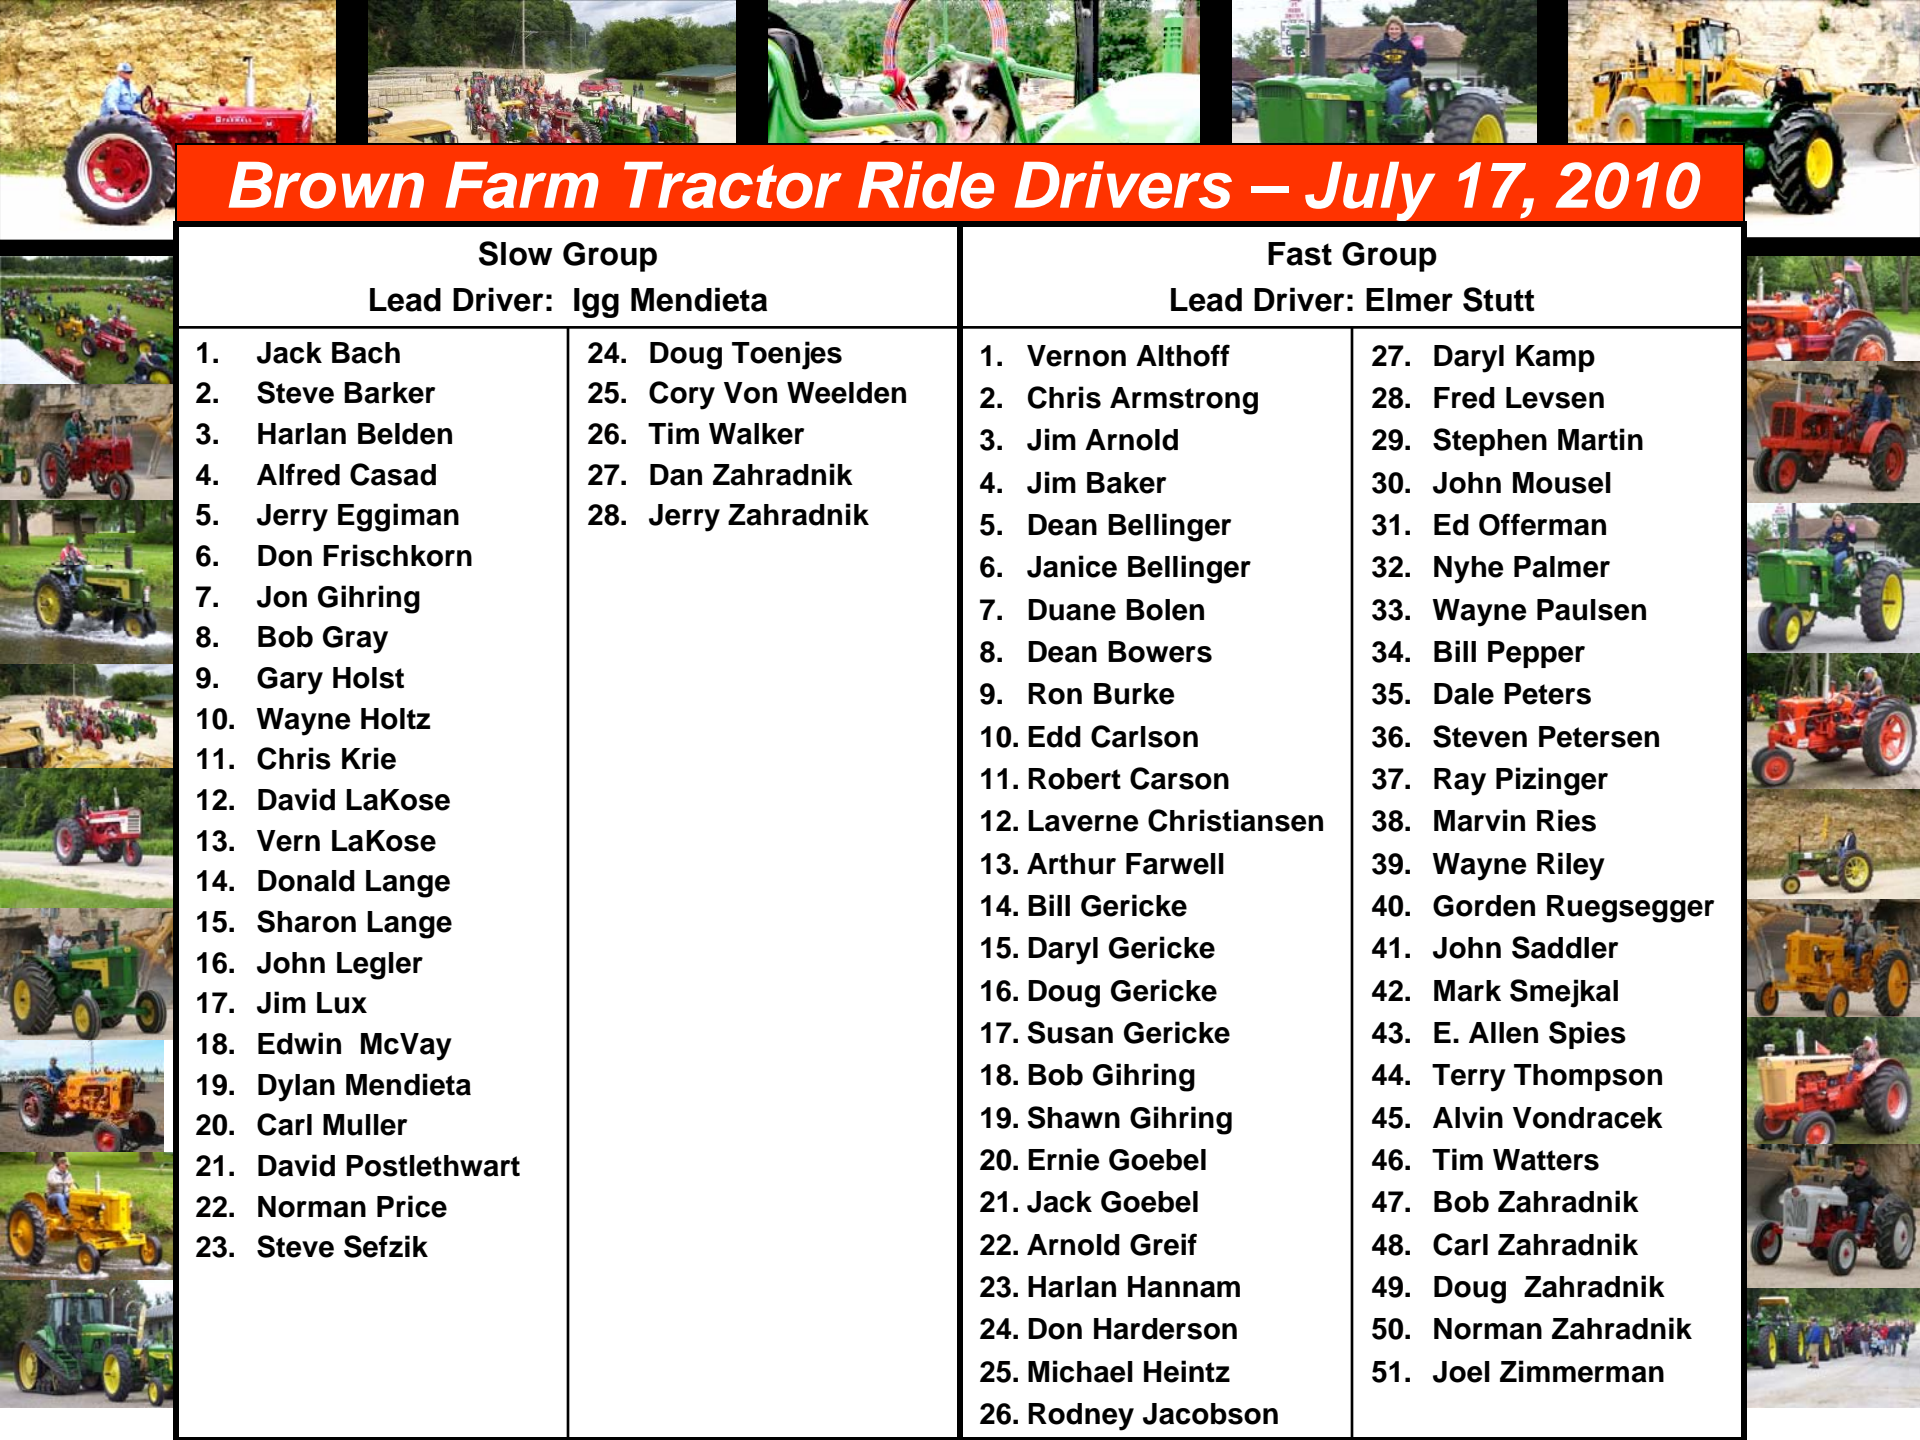 Brown Farm Tractor Ride Drivers – July 17, 2010
Slow Group
Lead Driver:  Igg Mendieta
1. Jack Bach
2. Steve Barker
3. Harlan Belden
4. Alfred Casad
5. Jerry Eggiman
6. Don Frischkorn
7. Jon Gihring
8. Bob Gray
9. Gary Holst
10. Wayne Holtz
11. Chris Krie
12. David LaKose
13. Vern LaKose
14. Donald Lange
15. Sharon Lange
16. John Legler
17. Jim Lux
18. Edwin  McVay
19. Dylan Mendieta
20. Carl Muller
21. David Postlethwart
22. Norman Price
23. Steve Sefzik
24. Doug Toenjes
25. Cory Von Weelden
26. Tim Walker
27. Dan Zahradnik
28. Jerry Zahradnik
Fast Group
Lead Driver: Elmer Stutt
1. Vernon Althoff
2. Chris Armstrong
3. Jim Arnold
4. Jim Baker
5. Dean Bellinger
6. Janice Bellinger
7. Duane Bolen
8. Dean Bowers
9. Ron Burke
10. Edd Carlson
11. Robert Carson
12. Laverne Christiansen
13. Arthur Farwell
14. Bill Gericke
15. Daryl Gericke
16. Doug Gericke
17. Susan Gericke
18. Bob Gihring
19. Shawn Gihring
20. Ernie Goebel
21. Jack Goebel
22. Arnold Greif
23. Harlan Hannam
24. Don Harderson
25. Michael Heintz
26. Rodney Jacobson
27. Daryl Kamp
28. Fred Levsen
29. Stephen Martin
30. John Mousel
31. Ed Offerman
32. Nyhe Palmer
33. Wayne Paulsen
34. Bill Pepper
35. Dale Peters
36. Steven Petersen
37. Ray Pizinger
38. Marvin Ries
39. Wayne Riley
40. Gorden Ruegsegger
41. John Saddler
42. Mark Smejkal
43. E. Allen Spies
44. Terry Thompson
45. Alvin Vondracek
46. Tim Watters
47. Bob Zahradnik
48. Carl Zahradnik
49. Doug  Zahradnik
50. Norman Zahradnik
51. Joel Zimmerman